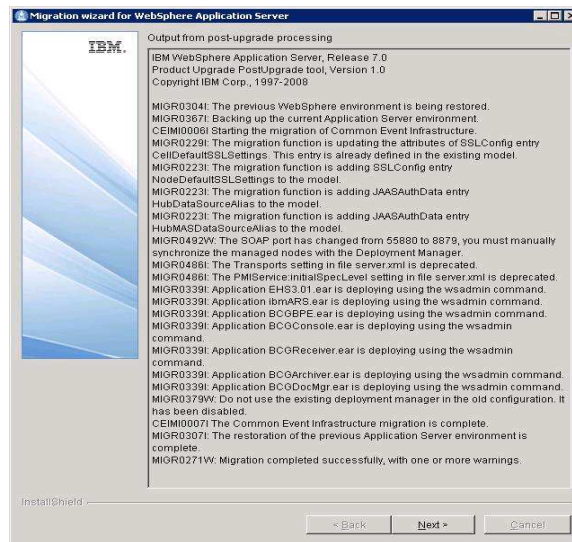 Migration wizard for WebSphere Application Server
IBM.
Output from post-upgrade processing
IBM WebSphere Application Server, Release 7.0
Product Upgrade PostUpgrade tool, Version 1.0
Copyright IBM Corp., 1997-2008
MIGR0304I: The previous WebSphere environment is being restored.
MIGR0367I: Backing up the current Application Server environment.
CEIMI0006I Starting the migration of Common Event Infrastructure.
MIGR0229I: The migration function is updating the attributes of SSLConfig entry
CellDefaultSSLSettings. This entry is already defined in the existing model.
MIGR0223I: The migration function is adding SSLConfig entry
NodeDefaultSSLSettings to the model.
MIGR0223I: The migration function is adding JAASAuthData entry
HubDataSourceAlias to the model.
MIGR0223I: The migration function is adding JAASAuthData entry
HubMASDataSourceAlias to the model.
MIGR0492W: The SOAP port has changed from 55880 to 8879, you must manually
synchronize the managed nodes with the Deployment Manager.
MIGR0486I: The Transports setting in file server.xml is deprecated.
MIGR0486I: The PMIService:initialSpecLevel setting in file server.xml is deprecated.
MIGR0339I: Application EHS3.01.ear is deploying using the wsadmin command.
MIGR0339I: Application ibmARS.ear is deploying using the wsadmin command.
MIGR0339I: Application BCGBPE.ear is deploying using the wsadmin command.
MIGR0339I: Application BCGConsole.ear is deploying using the wsadmin
command.
MIGR0339I: Application BCGReceiver.ear is deploying using the wsadmin
command.
MIGR0339I: Application BCGArchiver.ear is deploying using the wsadmin command.
MIGR0339I: Application BCGDocMgr.ear is deploying using the wsadmin command.
MIGR0379W: Do not use the existing deployment manager in the old configuration. It
has been disabled.
CEIMI0007I The Common Event Infrastructure migration is complete.
MIGR0307I: The restoration of the previous Application Server environment is
complete.
MIGR0271W: Migration completed successfully, with one or more warnings.
InstallShield
< Back Next > Cancel